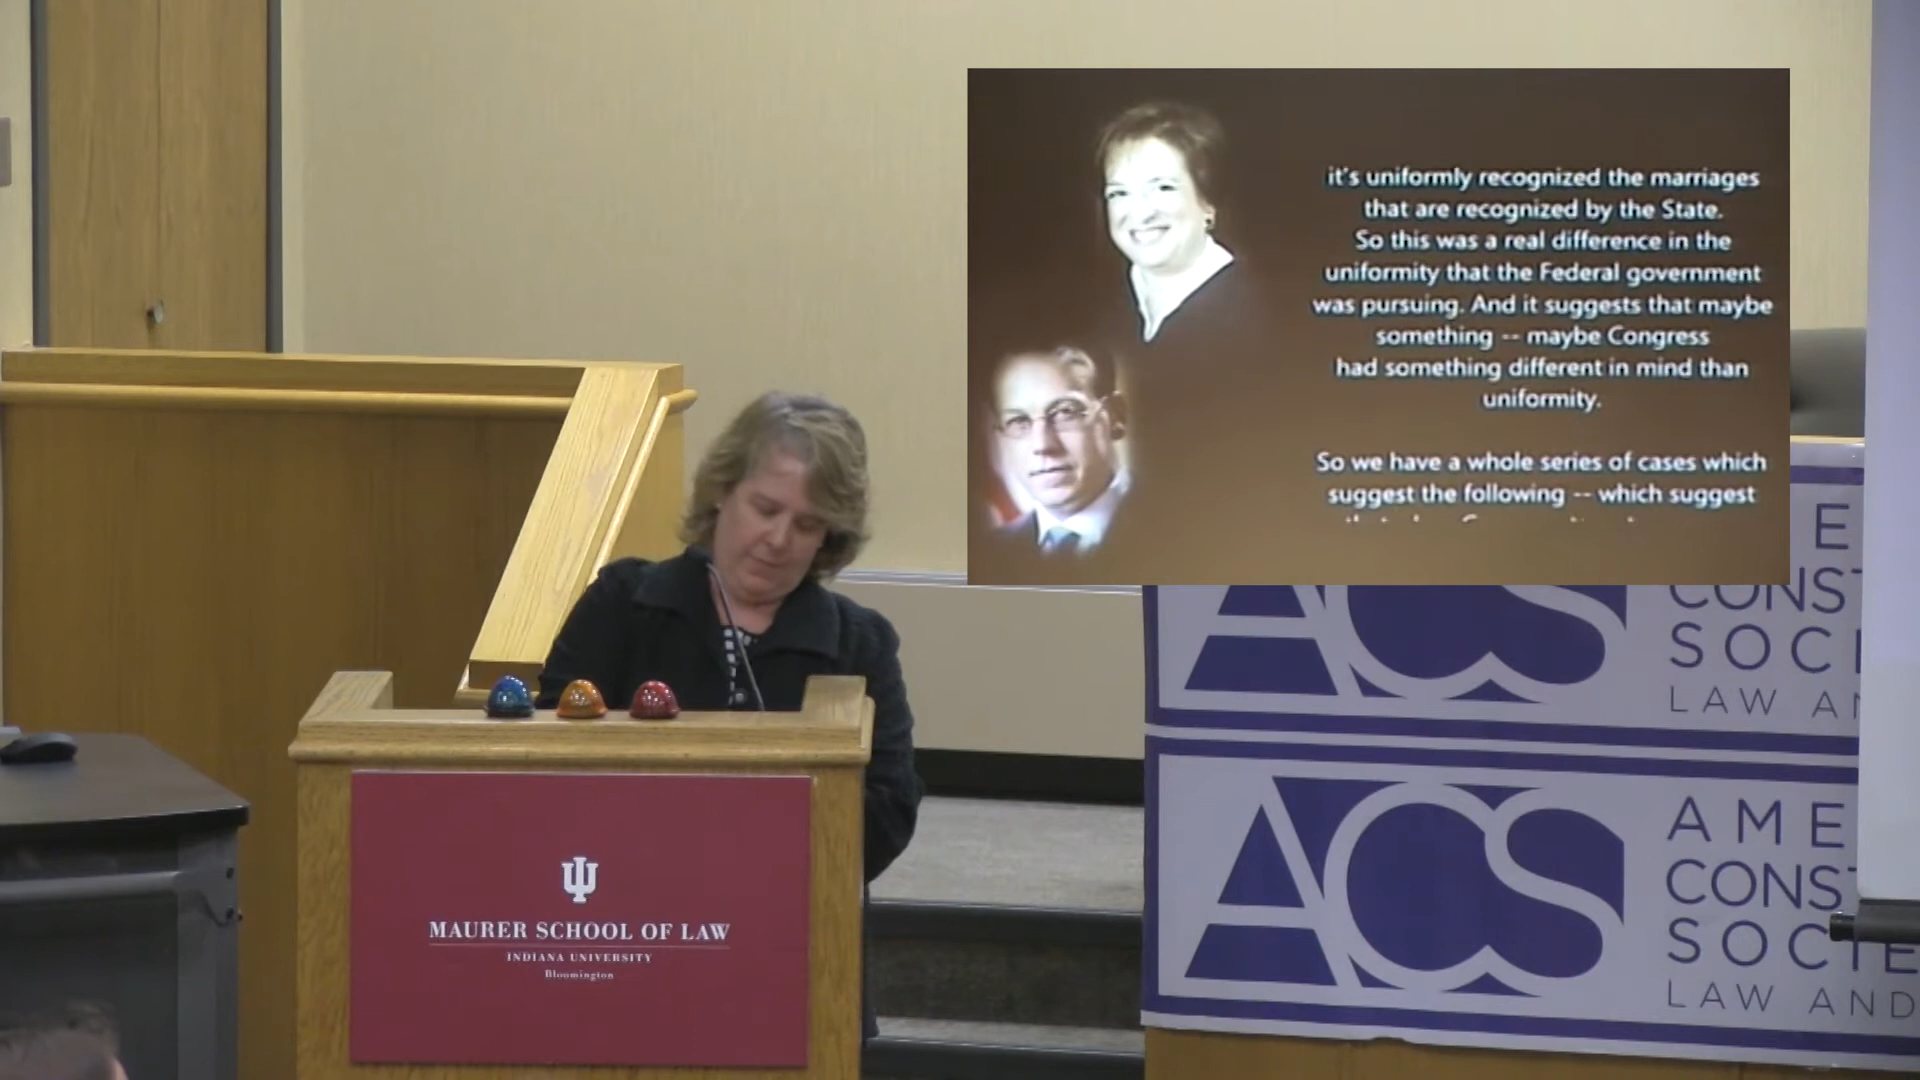 it's uniformly recognized the marriages
that are recognized by the State.
So this was a real difference in the
uniformity that the Federal government
was pursuing. And it suggests that maybe
something -- maybe Congress
had something different in mind than
uniformity.
So we have a whole series of cases which
suggest the following -- which suggest
E
ACS
CONST
SOCI
LAW AN
ACS
AME
CONST
SOCIE
LAW AND
MAURER SCHOOL OF LAW
INDIANA UNIVERSITY
Bloomington